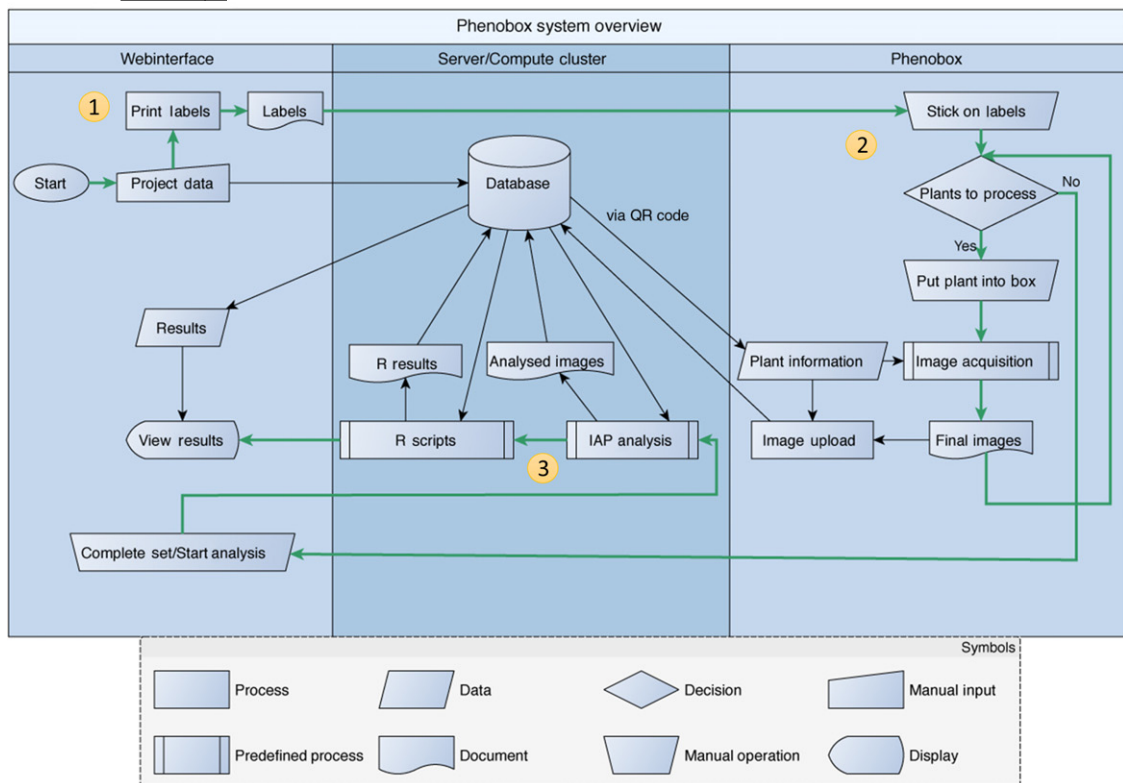 Phenobox system overview
Webinterface
Server/Compute cluster
Phenobox
1
Print labels
Labels
Stick on labels
2
Start
Project data
Database
Plants to process
No
via QR code
Yes
Put plant into box
Results
R results
Analysed images
Plant information
Image acquisition
View results
R scripts
IAP analysis
Image upload
Final images
3
Complete set/Start analysis
Symbols
Process
Data
Decision
Manual input
Predefined process
Document
Manual operation
Display